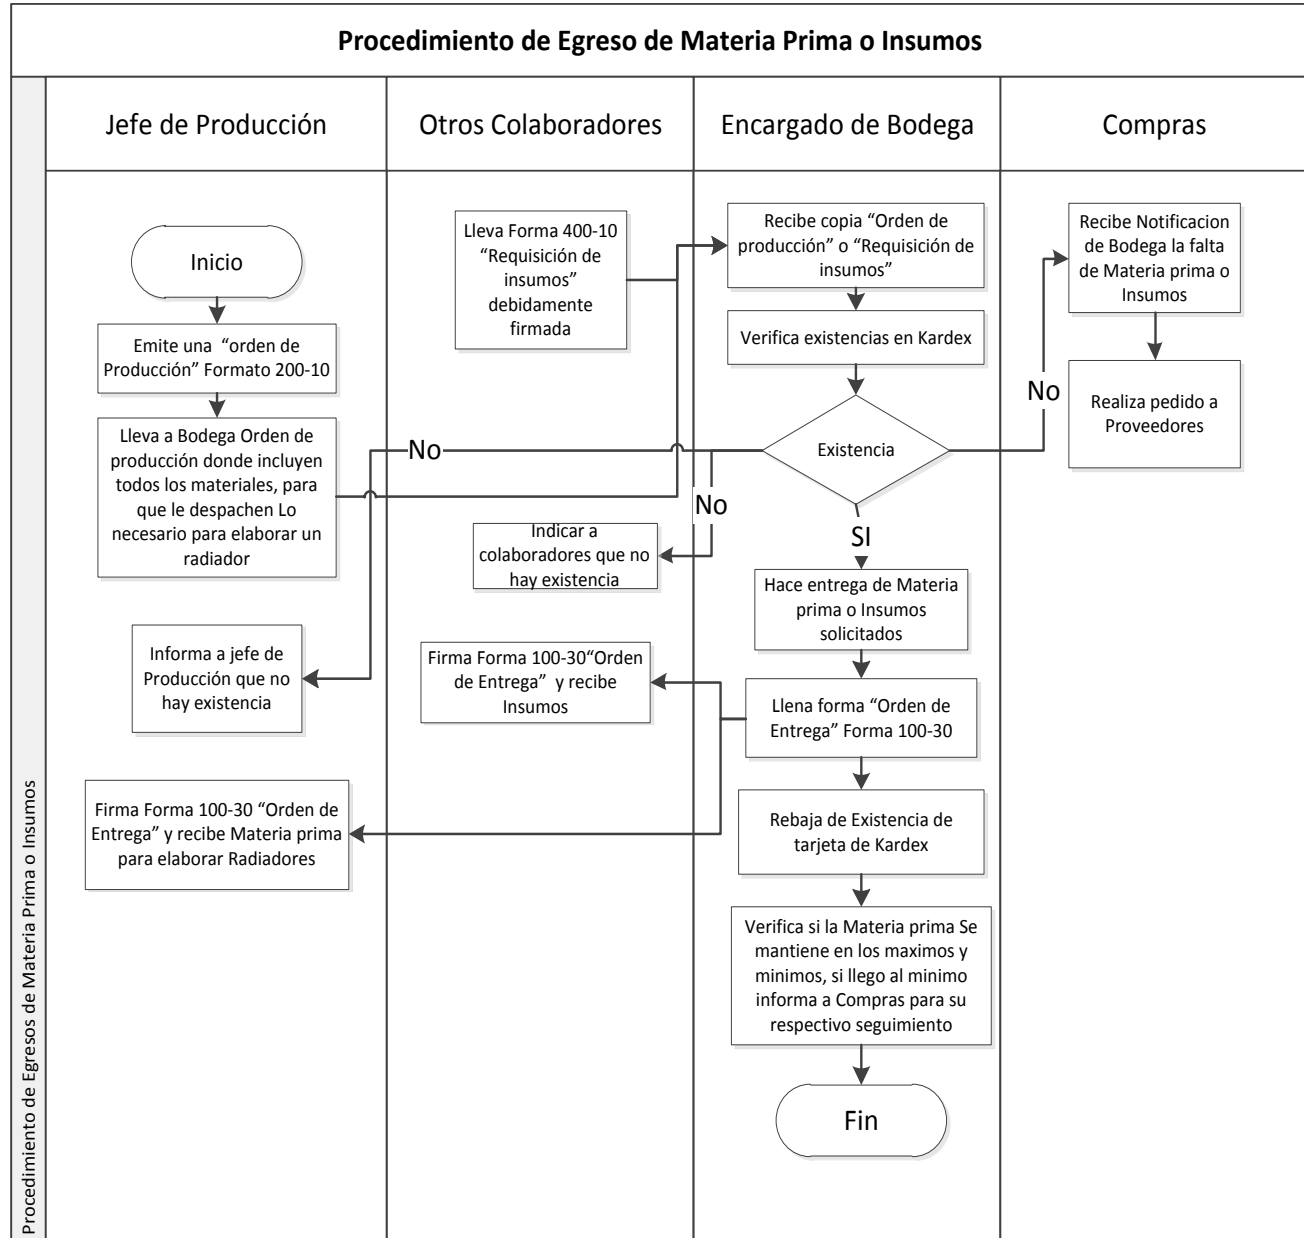 Procedimiento de Egreso de Materia Prima o Insumos
Procedimiento de Egresos de Materia Prima o Insumos
Jefe de Producción
Otros Colaboradores
Encargado de Bodega
Compras
Inicio
Emite una “orden de
Producción” Formato 200-10
Lleva a Bodega Orden de
producción donde incluyen
todos los materiales, para
que le despachen Lo
necesario para elaborar un
radiador
Informa a jefe de
Producción que no
hay existencia
Firma Forma 100-30 “Orden de
Entrega” y recibe Materia prima
para elaborar Radiadores
Lleva Forma 400-10
“Requisición de
insumos”
debidamente
firmada
No
No
Indicar a
colaboradores que no
hay existencia
Firma Forma 100-30“Orden
de Entrega” y recibe
Insumos
Recibe copia “Orden de
producción” o “Requisición de
insumos”
Verifica existencias en Kardex
Existencia
SI
Hace entrega de Materia
prima o Insumos
solicitados
Llena forma “Orden de
Entrega” Forma 100-30
Rebaja de Existencia de
tarjeta de Kardex
Verifica si la Materia prima Se
mantiene en los maximos y
minimos, si llego al minimo
informa a Compras para su
respectivo seguimiento
Fin
No
Recibe Notificacion
de Bodega la falta
de Materia prima o
Insumos
Realiza pedido a
Proveedores